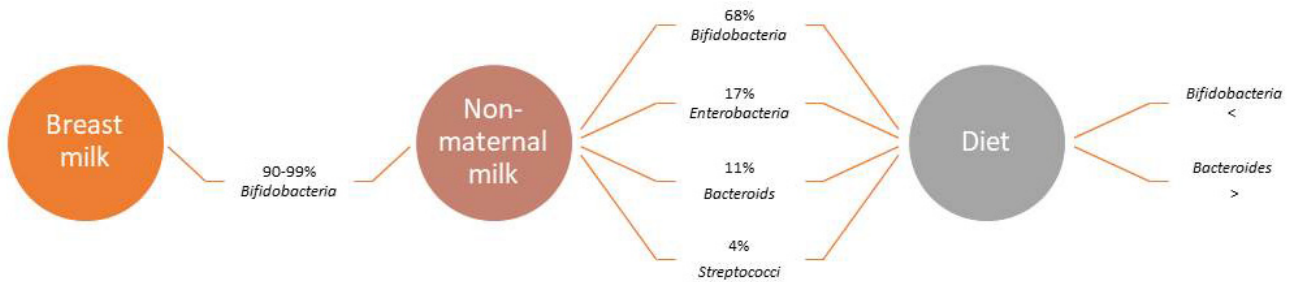 Breast
milk
90-99%
Bifidobacteria
Non-
maternal
milk
68%
Bifidobacteria
17%
Enterobacteria
11%
Bacteroids
4%
Streptococci
Diet
Bifidobacteria
<
Bacteroides
>